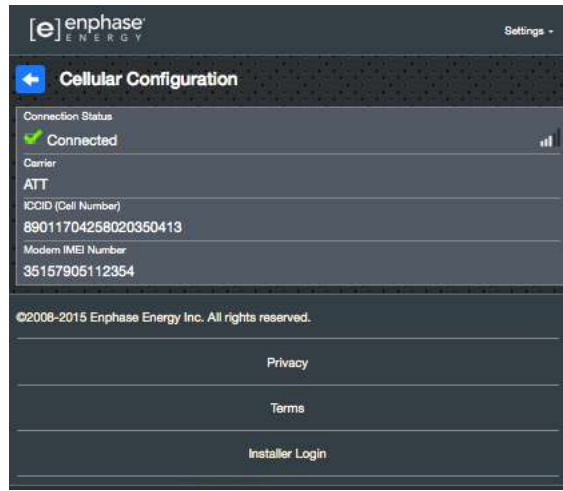 [e] enphase
ENERGY
Settings
Cellular Configuration
Connection Status
Connected
Carrier
ATT
ICCID (Cell Number)
89011704258020350413
Modem IMEI Number
35157905112354
©2008-2015 Enphase Energy Inc. All rights reserved.
Privacy
Terms
Installer Login